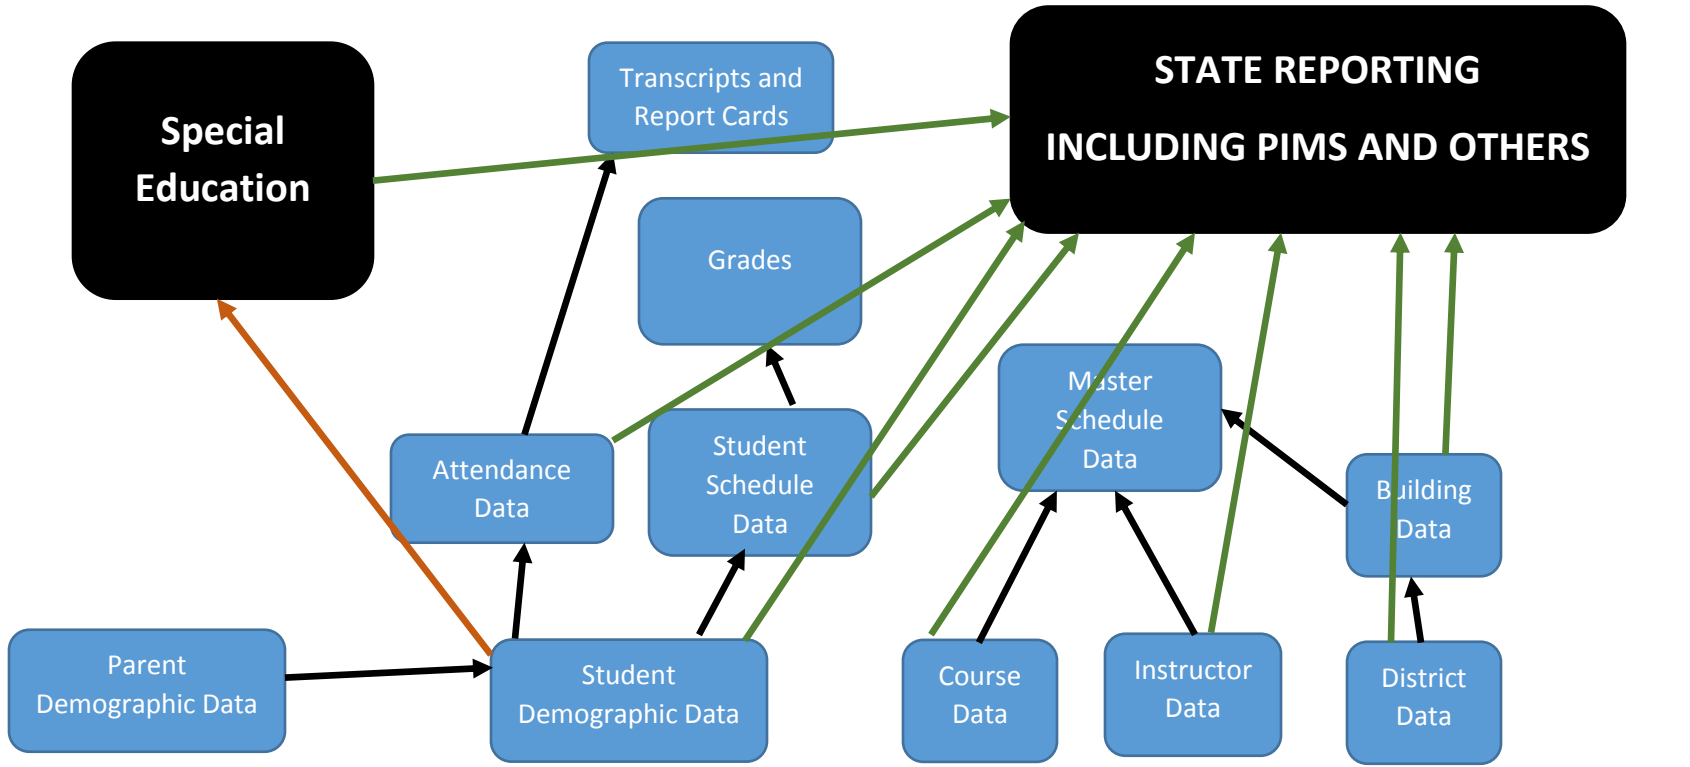 Special
Education
Transcripts and
Report Cards
STATE REPORTING
INCLUDING PIMS AND OTHERS
Grades
Master
Schedule
Data
Attendance
Data
Student
Schedule
Data
Building
Data
Parent
Demographic Data
Student
Demographic Data
Course
Data
Instructor
Data
District
Data